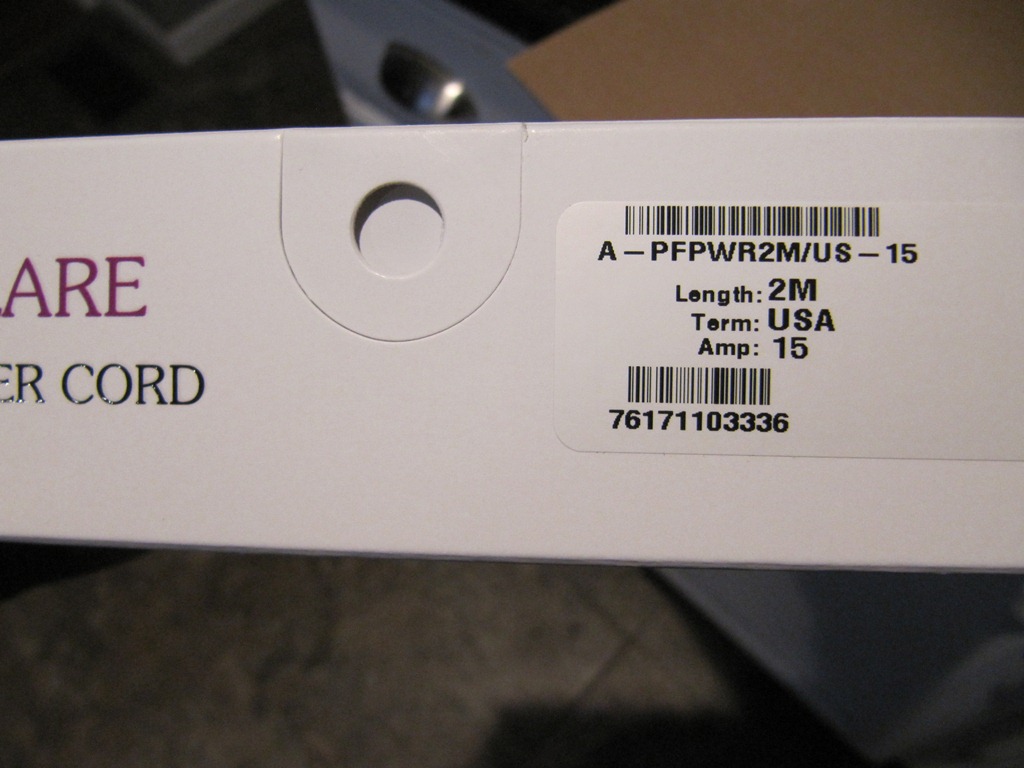 ARE
ER CORD
A-PFPWR2M/US-15
Length: 2M
Term: USA
Amp: 15
76171103336